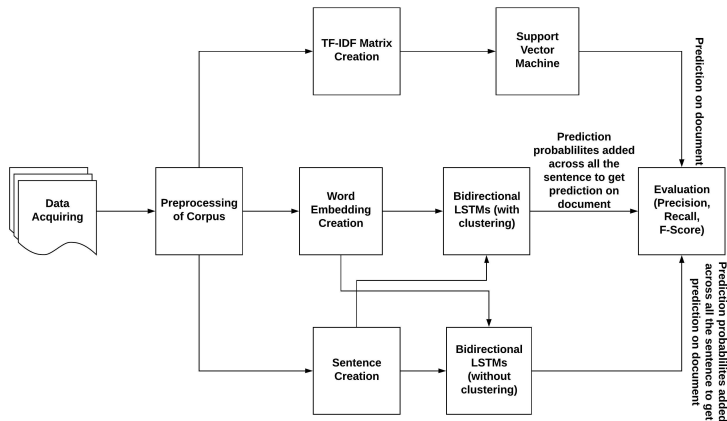 TF-IDF Matrix
Creation
Support
Vector
Machine
Prediction on document
Data
Acquiring
Preprocessing
of Corpus
Word
Embedding
Creation
Bidirectional
LSTMs (with
clustering)
Prediction
probablilites added
across all the
sentence to get
prediction on
document
Evaluation
(Precision,
Recall,
F-Score)
Sentence
Creation
Bidirectional
LSTMs
(without
clustering)
Prediction probablilites added
across all the sentence to get
prediction on document